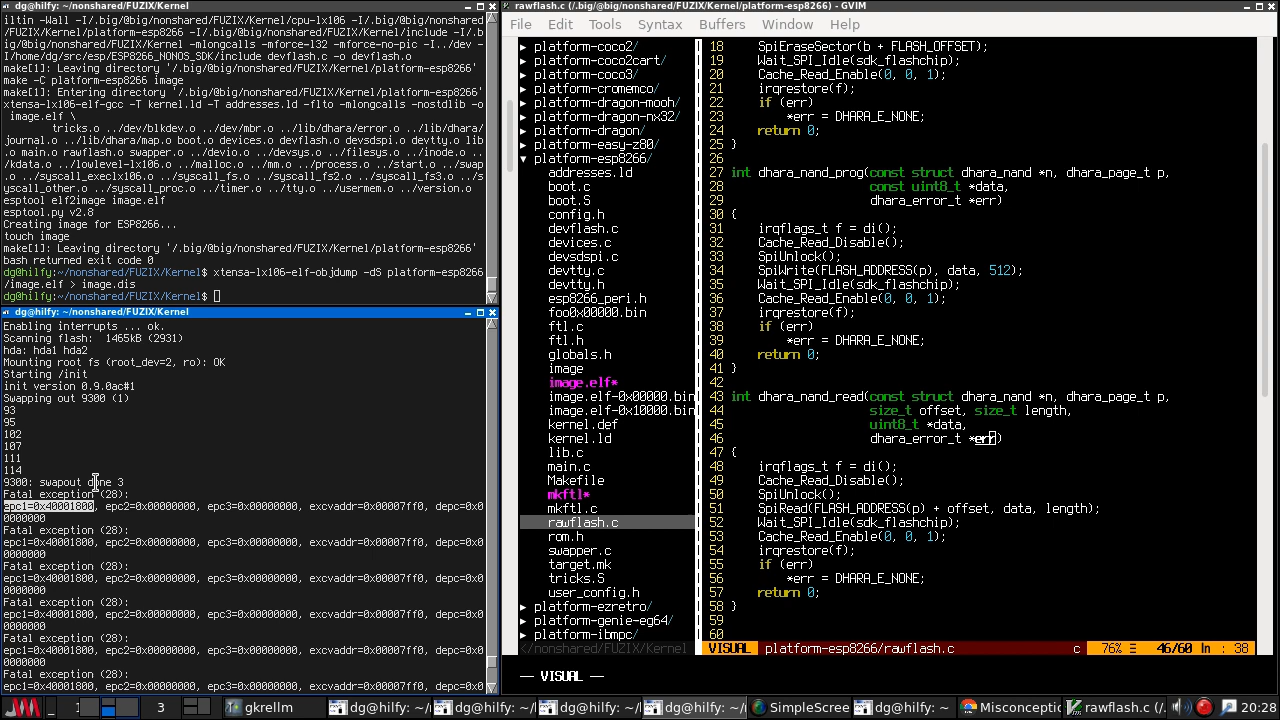 dg@hilfy: ~/nonshared/FUZIX/Kernel
iltin -Wall -I/.big/@big/nonshared/FUZIX/Kernel/cpu-lx106 -I/.big/@big/nonshared
/FUZIX/Kernel/platform-esp8266 -I/.big/@big/nonshared/FUZIX/Kernel/include -I/.b
ig/@big/nonshared/FUZIX/Kernel -mlongcalls -mforce-l32 -mforce-no-pic -I../dev -
I/home/dg/src/esp/ESP8266_NONOS_SDK/include devflash.c -o devflash.o
make[1]: Leaving directory '/.big/@big/nonshared/FUZIX/Kernel/platform-esp8266'
make -C platform-esp8266 image
make[1]: Entering directory '/.big/@big/nonshared/FUZIX/Kernel/platform-esp8266'
xtensa-lx106-elf-gcc -T kernel.ld -T addresses.ld -flto -mlongcalls -nostdlib -o
image.elf \
tricks.o ../dev/blkdev.o ../dev/mbr.o ../lib/dhara/error.o ../lib/dhara/
journal.o ../lib/dhara/map.o boot.o devices.o devflash.o devsdspi.o devtty.o lib
.o main.o rawflash.o swapper.o ../devio.o ../devsys.o ../filesys.o ../inode.o ..
/kdata.o ../lowlevel-lx106.o ../malloc.o ../mm.o ../process.o ../start.o ../swap
.o ../syscall_execlx106.o ../syscall_fs.o ../syscall_fs2.o ../syscall_fs3.o ../s
yscall_other.o ../syscall_proc.o ../timer.o ../tty.o ../usermem.o ../version.o
esptool elf2image image.elf
esptool.py v2.8
Creating image for ESP8266...
touch image
make[1]: Leaving directory '/.big/@big/nonshared/FUZIX/Kernel/platform-esp8266'
bash returned exit code 0
dg@hilfy:~/nonshared/FUZIX/Kernel$ xtensa-lx106-elf-objdump -dS platform-esp8266
/image.elf > image.dis
dg@hilfy:~/nonshared/FUZIX/Kernel$
dg@hilfy: ~/nonshared/FUZIX/Kernel
Enabling interrupts ... ok.
Scanning flash:  1465kB (2931)
hda: hda1 hda2
Mounting root fs (root_dev=2, ro): OK
Starting /init
init version 0.9.0ac#1
Swapping out 9300 (1)
93
95
102
107
111
114
9300: swapout done 3
Fatal exception (28):
epc1=0x40001800, epc2=0x00000000, epc3=0x00000000, excvaddr=0x00007ff0, depc=0x0
0000000
Fatal exception (28):
epc1=0x40001800, epc2=0x00000000, epc3=0x00000000, excvaddr=0x00007ff0, depc=0x0
0000000
Fatal exception (28):
epc1=0x40001800, epc2=0x00000000, epc3=0x00000000, excvaddr=0x00007ff0, depc=0x0
0000000
Fatal exception (28):
epc1=0x40001800, epc2=0x00000000, epc3=0x00000000, excvaddr=0x00007ff0, depc=0x0
0000000
Fatal exception (28):
epc1=0x40001800, epc2=0x00000000, epc3=0x00000000, excvaddr=0x00007ff0, depc=0x0
0000000
Fatal exception (28):
epc1=0x40001800, epc2=0x00000000, epc3=0x00000000, excvaddr=0x00007ff0, depc=0x0
rawflash.c (/.big/@big/nonshared/FUZIX/Kernel/platform-esp8266) - GVIM
File Edit Tools Syntax Buffers Window Help
▶ platform-coco2/
▶ platform-coco2cart/
▶ platform-coco3/
▶ platform-cromemco/
▶ platform-dragon-mooh/
▶ platform-dragon-nx32/
▶ platform-dragon/
▶ platform-easy-z80/
▼ platform-esp8266/
addresses.ld
boot.c
boot.S
config.h
devflash.c
devices.c
devsdspi.c
devtty.c
devtty.h
esp8266_peri.h
foo0x00000.bin
ftl.c
ftl.h
globals.h
image
image.elf*
image.elf-0x00000.bin
image.elf-0x10000.bin
kernel.def
kernel.ld
lib.c
main.c
Makefile
mkftl*
mkftl.c
rawflash.c
rom.h
swapper.c
target.mk
tricks.S
user_config.h
▶ platform-ezretro/
▶ platform-genie-eg64/
▶ platform-ibmpc/
</nonshared/FUZIX/Kernel
18 SpiEraseSector(b + FLASH_OFFSET);
19 Wait_SPI_Idle(sdk_flashchip);
20 Cache_Read_Enable(0, 0, 1);
21 irqrestore(f);
22 if (err)
23 *err = DHARA_E_NONE;
24 return 0;
25 }
26
27 int dhara_nand_prog(const struct dhara_nand *n, dhara_page_t p,
28 const uint8_t *data,
29 dhara_error_t *err)
30 {
31 irqflags_t f = di();
32 Cache_Read_Disable();
33 SpiUnlock();
34 SpiWrite(FLASH_ADDRESS(p), data, 512);
35 Wait_SPI_Idle(sdk_flashchip);
36 Cache_Read_Enable(0, 0, 1);
37 irqrestore(f);
38 if (err)
39 *err = DHARA_E_NONE;
40 return 0;
41 }
42
43 int dhara_nand_read(const struct dhara_nand *n, dhara_page_t p,
44 size_t offset, size_t length,
45 uint8_t *data,
46 dhara_error_t *err)
47 {
48 irqflags_t f = di();
49 Cache_Read_Disable();
50 SpiUnlock();
51 SpiRead(FLASH_ADDRESS(p) + offset, data, length);
52 Wait_SPI_Idle(sdk_flashchip);
53 Cache_Read_Enable(0, 0, 1);
54 irqrestore(f);
55 if (err)
56 *err = DHARA_E_NONE;
57 return 0;
58 }
59
60
VISUAL platform-esp8266/rawflash.c c 76% ☰ 46/60 ln : 38
-- VISUAL --
1 3 gkrellm dg@hilfy: ~/ dg@hilfy: ~/ dg@hilfy: ~/ dg@hilfy: ~/ SimpleScree dg@hilfy: ~ Misconceptic rawflash.c (/. 20:28